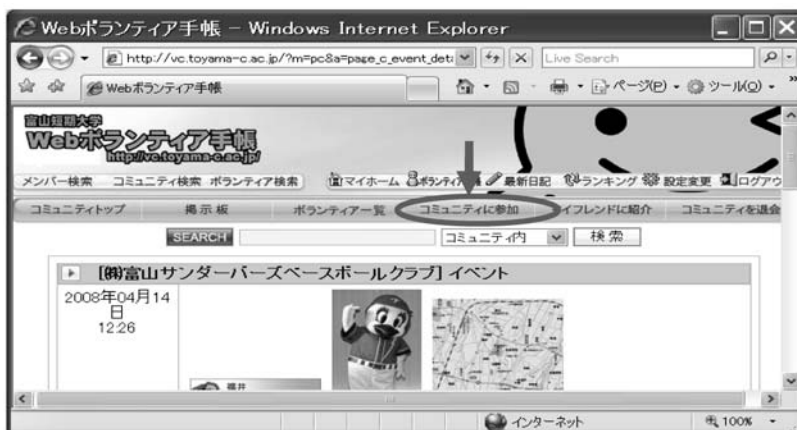 Webボランティア手帳 - Windows Internet Explorer
http://vc.toyama-c.ac.jp/?m=pc&a=page_c_event_deta
Live Search
Webボランティア手帳
ページ(P)
ツール(O)
富山短期大学
Webボランティア手帳
http://vc.toyama-c.ac.jp/
メンバー検索 コミュニティ検索 ボランティア検索
マイホーム 最新日記 ランキング 設定変更 ログアウ
コミュニティトップ 掲示板 ボランティア一覧 コミュニティに参加 イフレンドに紹介 コミュニティを退会
SEARCH コミュニティ内 検索
[㈱富山サンダーバーズベースボールクラブ] イベント
2008年04月14
日
12:26
福井
インターネット
100%